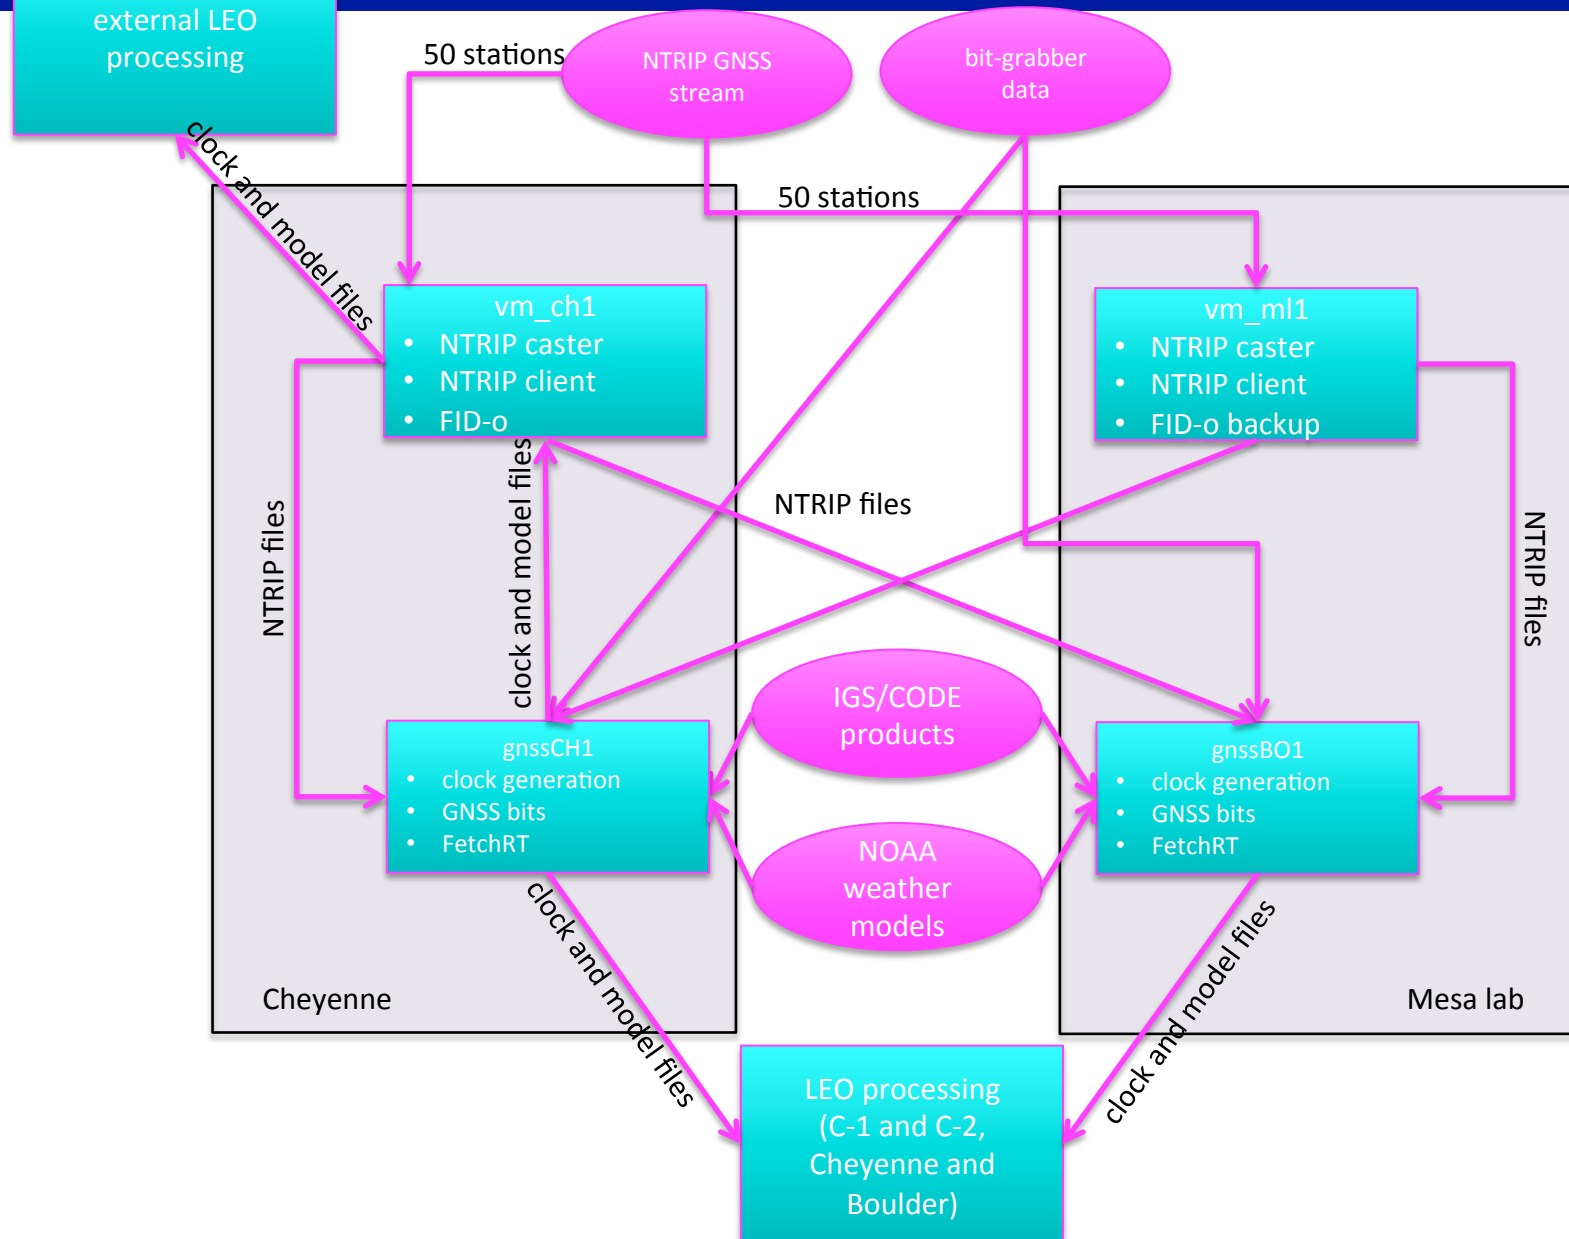 external LEO
processing
50 stations
NTRIP GNSS
stream
bit-grabber
data
clock and model files
50 stations
vm_ch1
• NTRIP caster
• NTRIP client
• FID-o
vm_ml1
• NTRIP caster
• NTRIP client
• FID-o backup
NTRIP files
clock and model files
NTRIP files
NTRIP files
IGS/CODE
products
gnssCH1
• clock generation
• GNSS bits
• FetchRT
gnssBO1
• clock generation
• GNSS bits
• FetchRT
NOAA
weather
models
clock and model files
clock and model files
Cheyenne
Mesa lab
LEO processing
(C-1 and C-2,
Cheyenne and
Boulder)